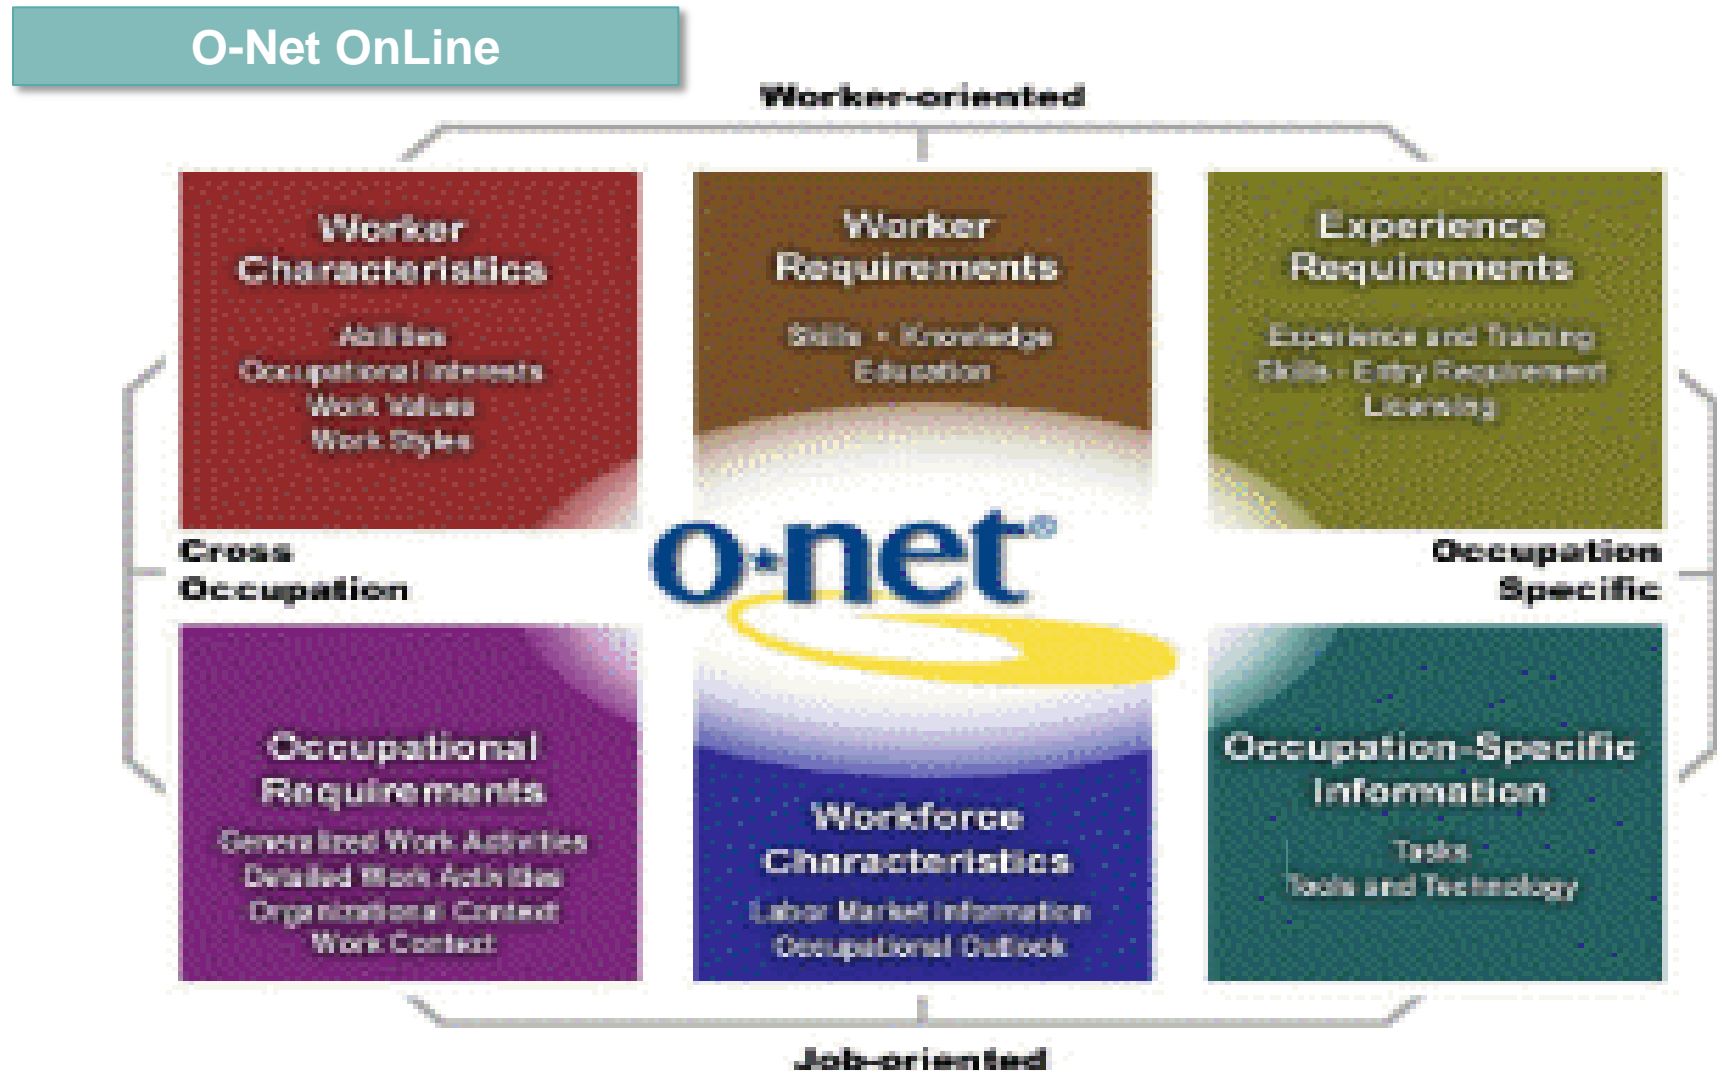 O-Net OnLine
Worker-oriented
Worker
Characteristics
Abilities
Occupational Interests
Work Values
Work Styles
Worker
Requirements
Skills • Knowledge
Education
Experience
Requirements
Experience and Training
Skills - Entry Requirement
Licensing
Cross
Occupation
o*net®
Occupation
Specific
Occupational
Requirements
Generalized Work Activities
Detailed Work Activities
Organizational Context
Work Context
Workforce
Characteristics
Labor Market Information
Occupational Outlook
Occupation-Specific
Information
Tasks
Tools and Technology
Job-oriented